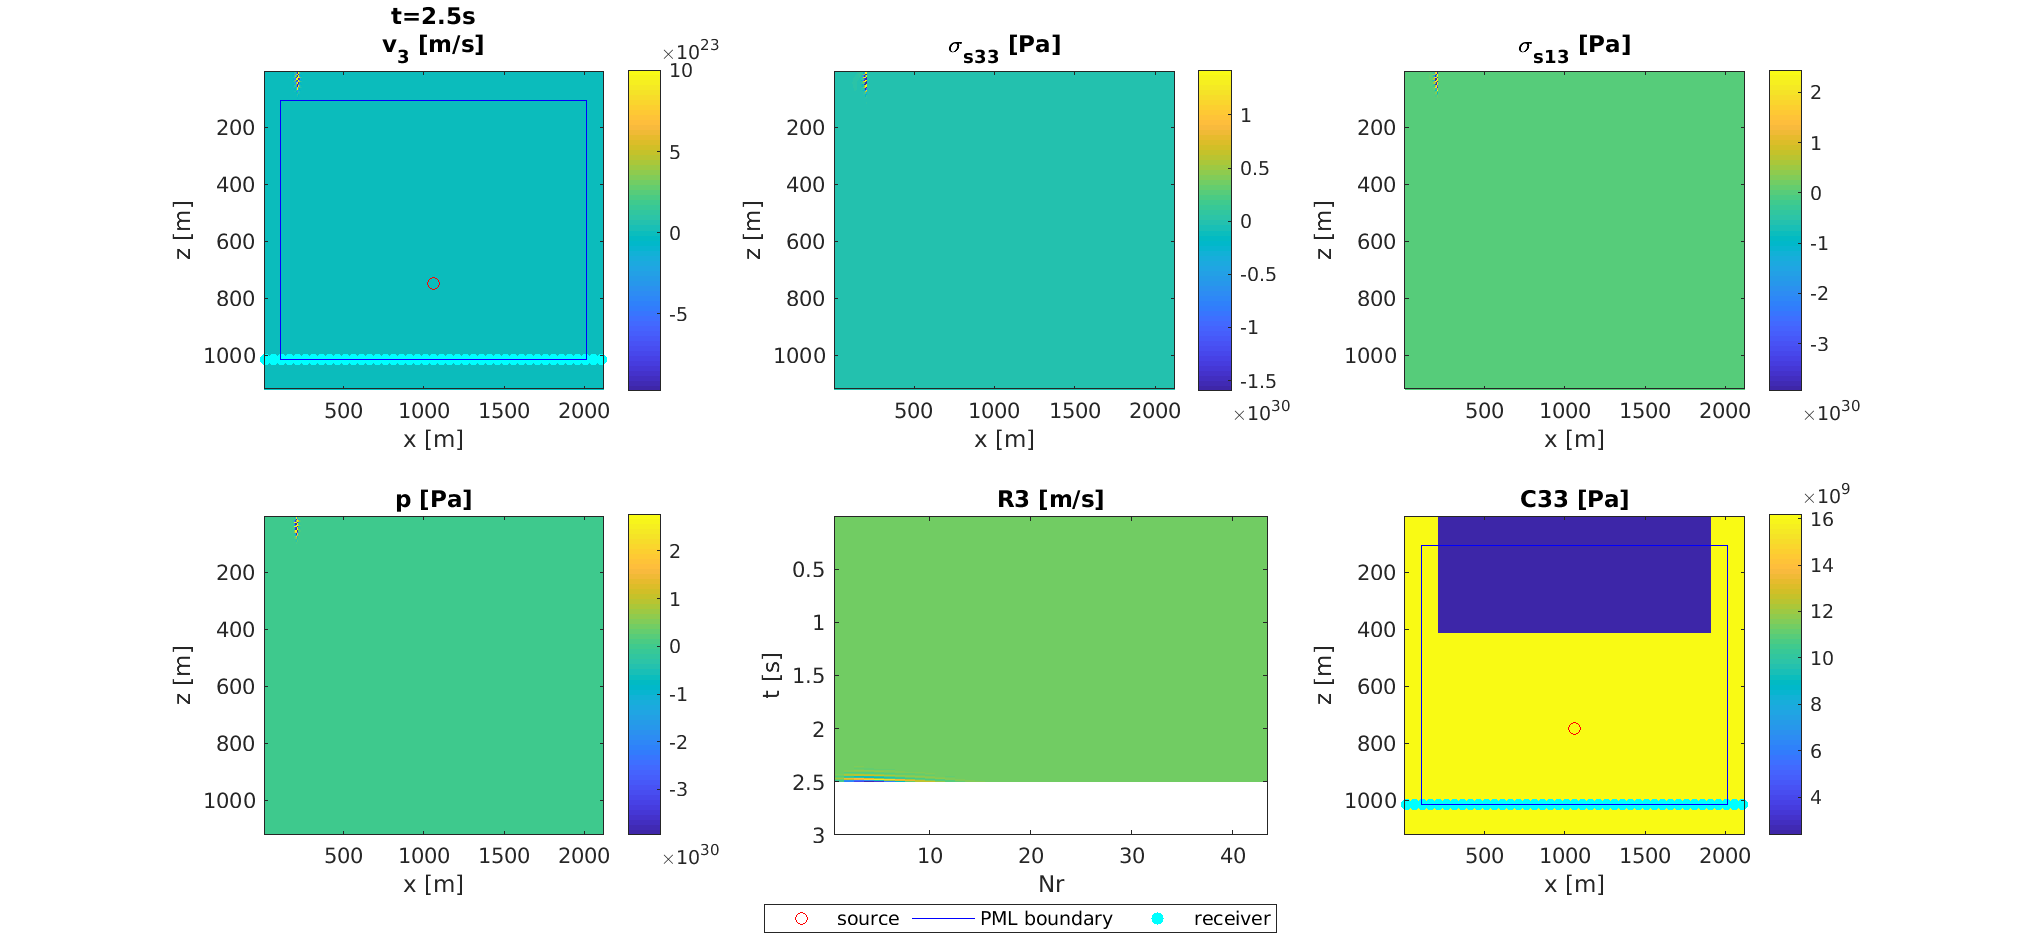 t=2.5s
v3 [m/s]
×10^23
10
5
0
-5
200
400
600
800
1000
z [m]
500 1000 1500 2000
x [m]
σs33 [Pa]
1
0.5
0
-0.5
-1
-1.5
×10^30
200
400
600
800
1000
z [m]
500 1000 1500 2000
x [m]
σs13 [Pa]
2
1
0
-1
-2
-3
×10^30
200
400
600
800
1000
z [m]
500 1000 1500 2000
x [m]
p [Pa]
2
1
0
-1
-2
-3
×10^30
200
400
600
800
1000
z [m]
500 1000 1500 2000
x [m]
R3 [m/s]
0.5
1
1.5
2
2.5
3
t [s]
10 20 30 40
Nr
C33 [Pa]
×10^9
16
14
12
10
8
6
4
200
400
600
800
1000
z [m]
500 1000 1500 2000
x [m]
source PML boundary receiver